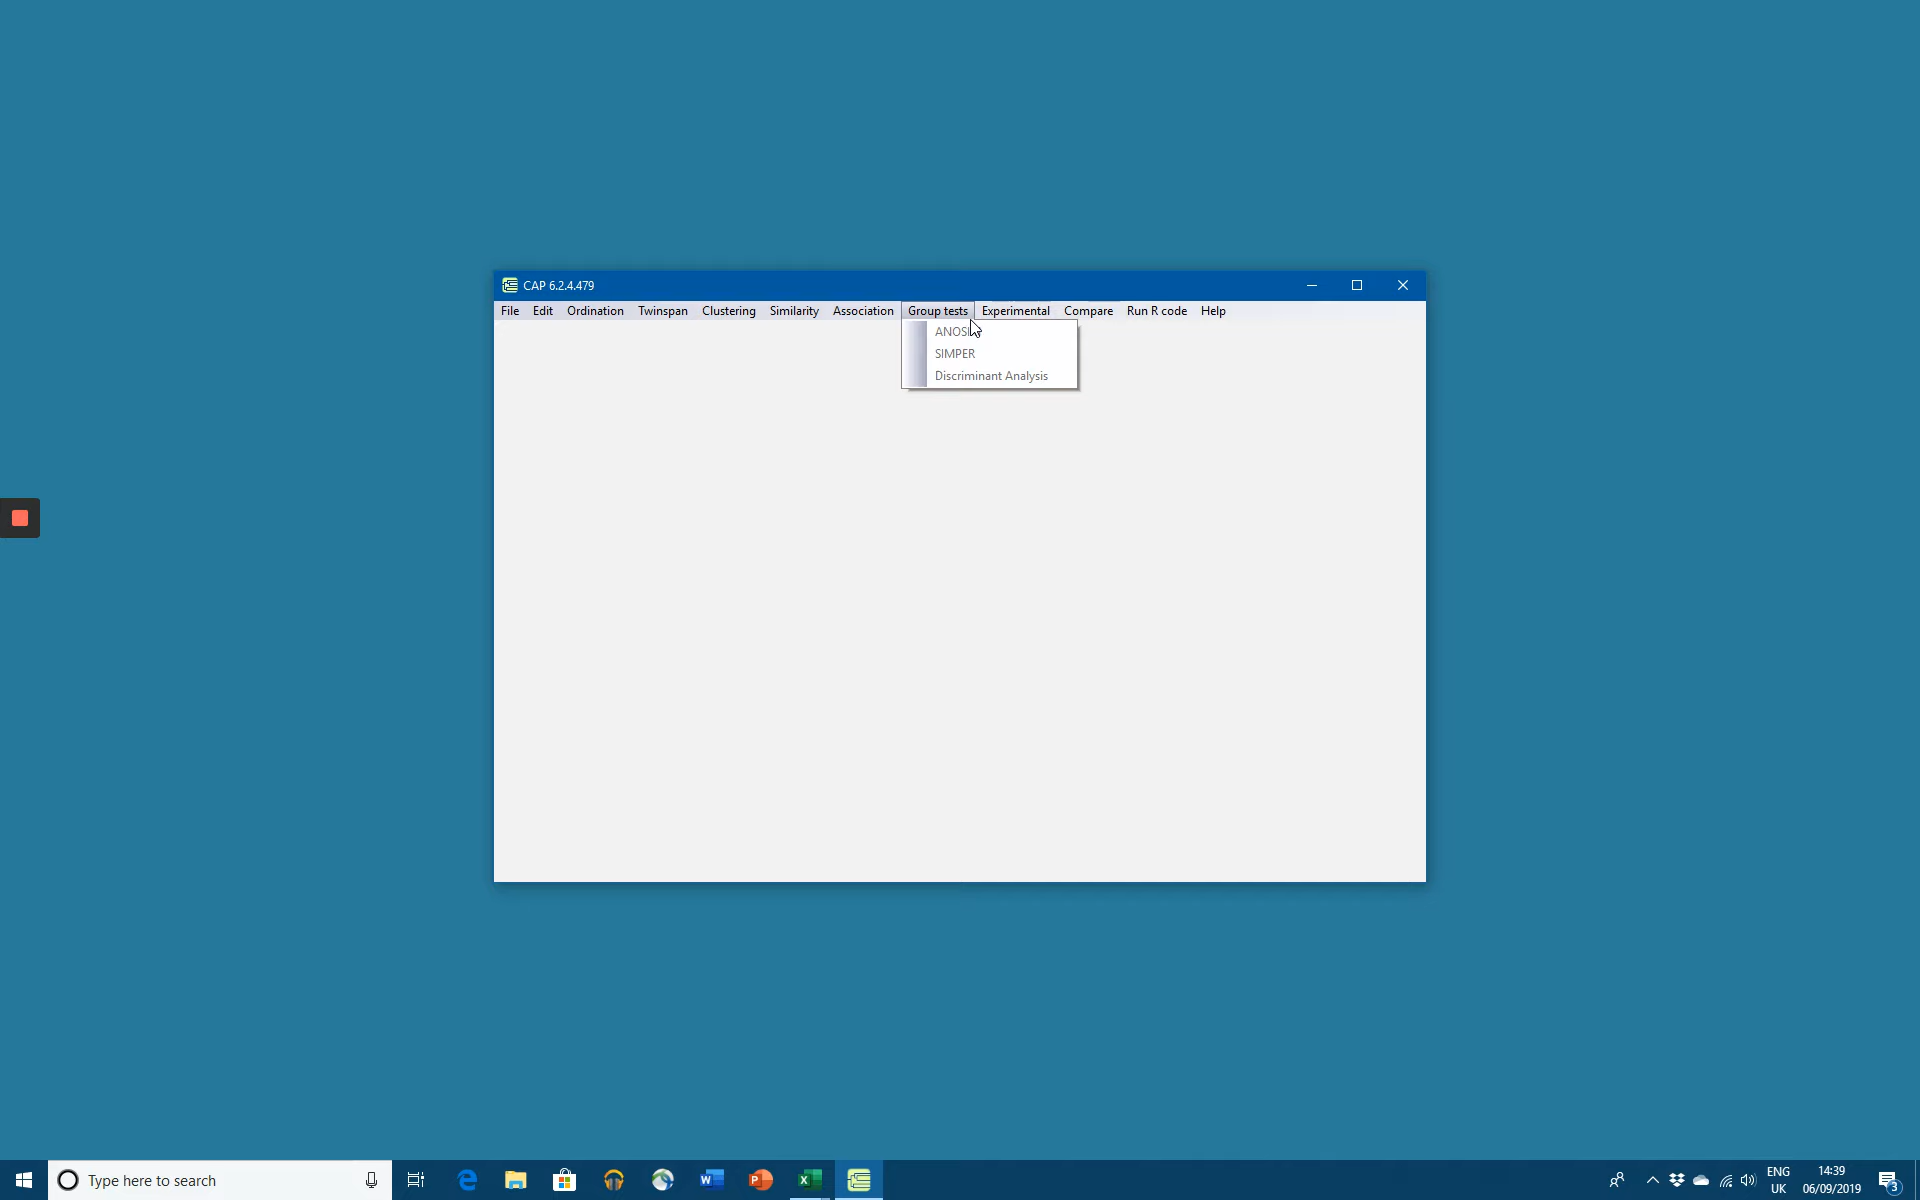 CAP 6.2.4.479
File Edit Ordination Twinspan Clustering Similarity Association Group tests Experimental Compare Run R code Help
SIMPER
Discriminant Analysis
Type here to search
ENG 14:39
UK 06/09/2019 3